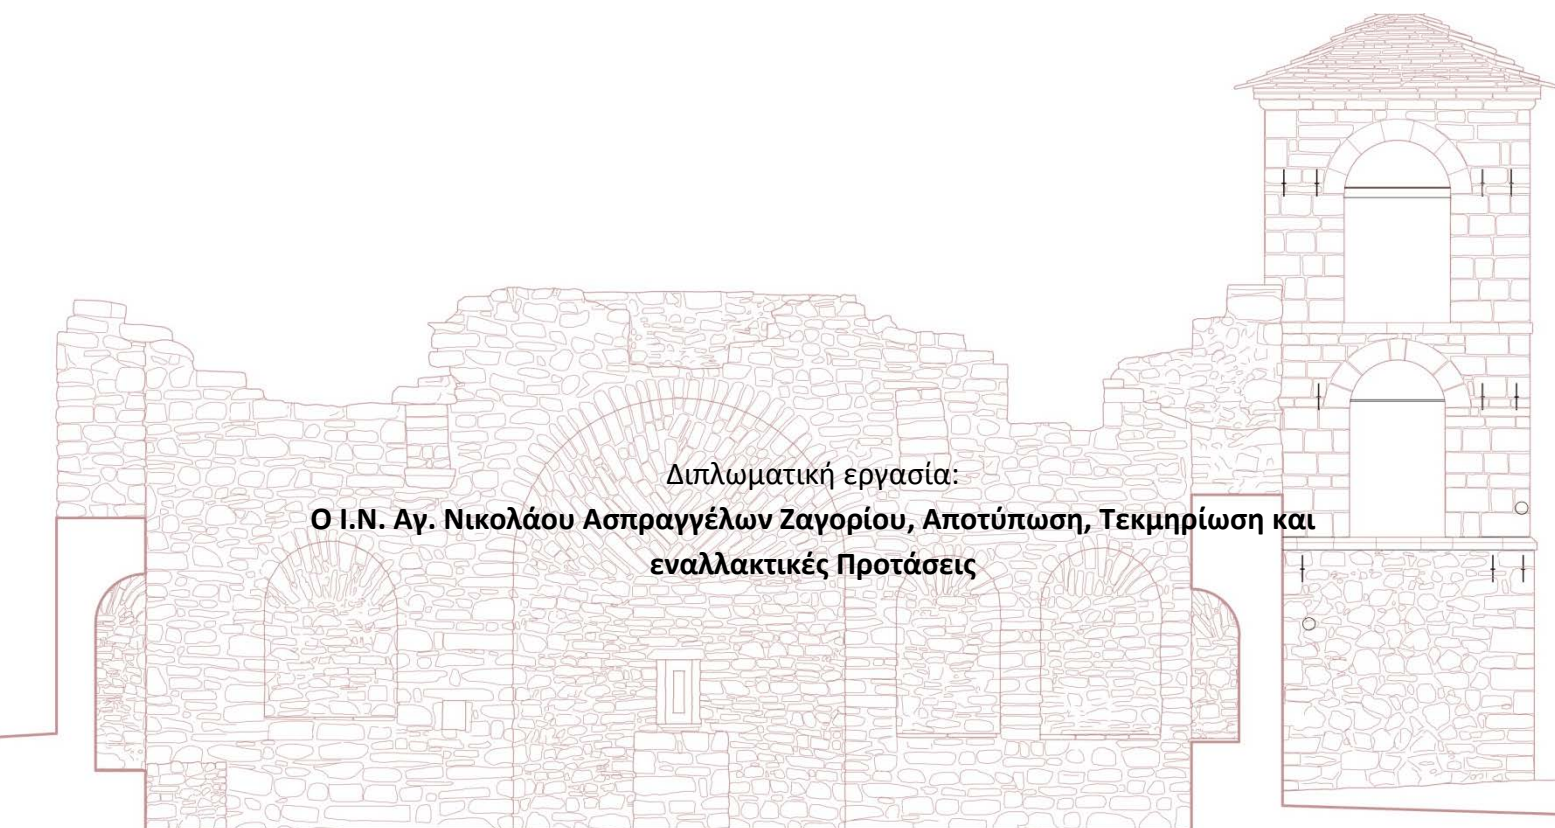 Διπλωματική εργασία:
Ο Ι.Ν. Αγ. Νικολάου Ασπραγγέλων Ζαγορίου, Αποτύπωση, Τεκμηρίωση και
εναλλακτικές Προτάσεις